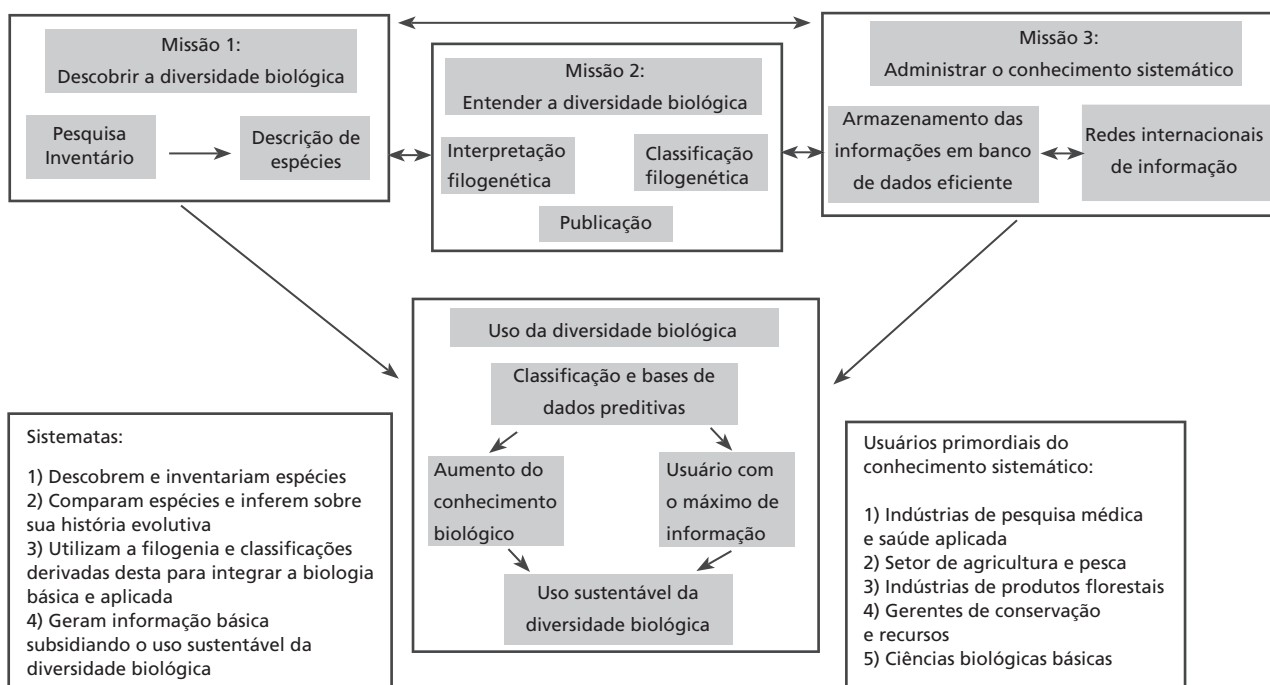 Missão 1:
Descobrir a diversidade biológica
Pesquisa
Inventário
Descrição de
espécies
Missão 2:
Entender a diversidade biológica
Interpretação
filogenética
Classificação
filogenética
Publicação
Missão 3:
Administrar o conhecimento sistemático
Armazenamento das
informações em banco
de dados eficiente
Redes internacionais
de informação
Uso da diversidade biológica
Classificação e bases de
dados preditivas
Aumento do
conhecimento
biológico
Usuário com
o máximo de
informação
Uso sustentável da
diversidade biológica
Sistematas:
1) Descobrem e inventariam espécies
2) Comparam espécies e inferem sobre
sua história evolutiva
3) Utilizam a filogenia e classificações
derivadas desta para integrar a biologia
básica e aplicada
4) Geram informação básica
subsidiando o uso sustentável da
diversidade biológica
Usuários primordiais do
conhecimento sistemático:
1) Indústrias de pesquisa médica
e saúde aplicada
2) Setor de agricultura e pesca
3) Indústrias de produtos florestais
4) Gerentes de conservação
e recursos
5) Ciências biológicas básicas